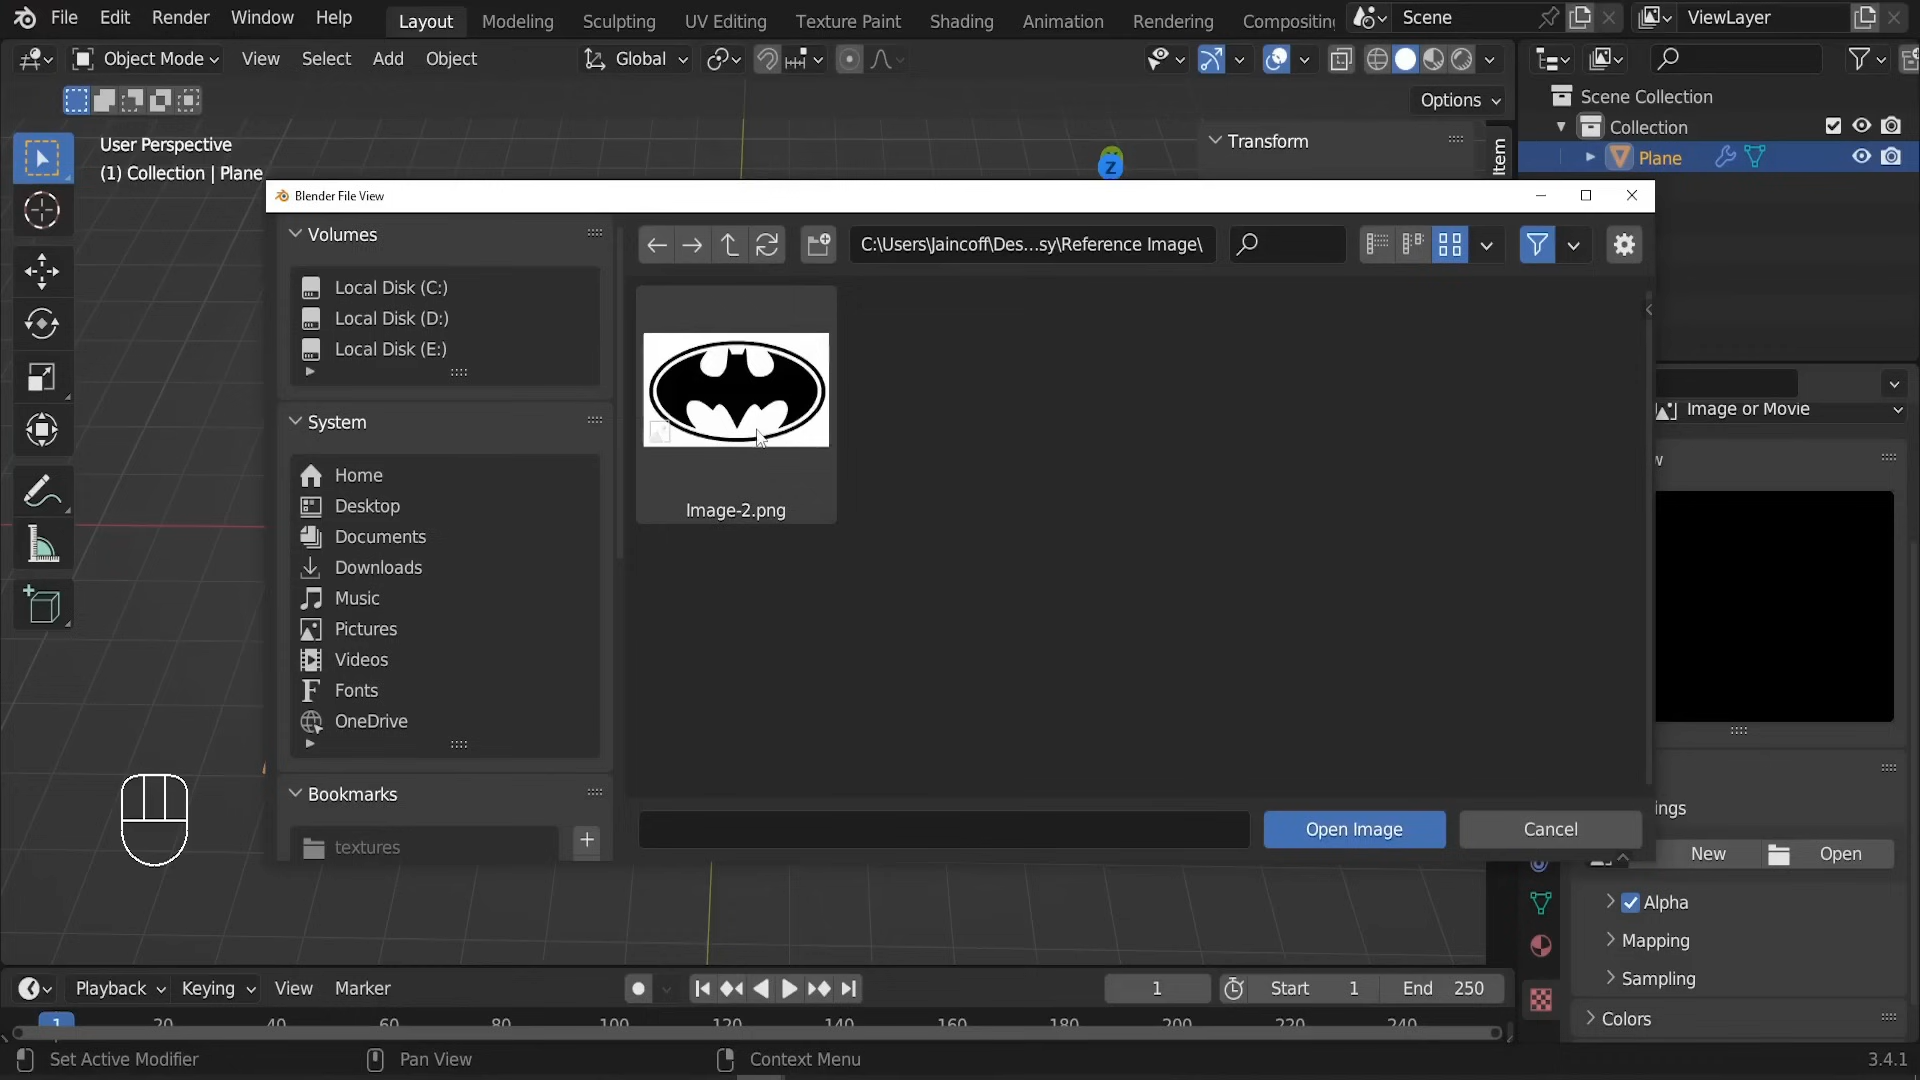 File Edit Render Window Help Layout Modeling Sculpting UV Editing Texture Paint Shading Animation Rendering Compositing Scene ViewLayer
Object Mode View Select Add Object Global
Options
Scene Collection
Collection
Plane
User Perspective
(1) Collection | Plane
Transform
Item
Z
Blender File View
Volumes
Local Disk (C:)
Local Disk (D:)
Local Disk (E:)
System
Home
Desktop
Documents
Downloads
Music
Pictures
Videos
Fonts
OneDrive
Bookmarks
textures
C:\Users\Jaincoff\Des...sy\Reference Image\
Image-2.png
Open Image Cancel
Image or Movie
w
ings
New Open
Alpha
Mapping
Sampling
Colors
Playback Keying View Marker 1 Start 1 End 250
1 20 40 60 80 100 120 140 160 180 200 220 240
Set Active Modifier Pan View Context Menu 3.4.1